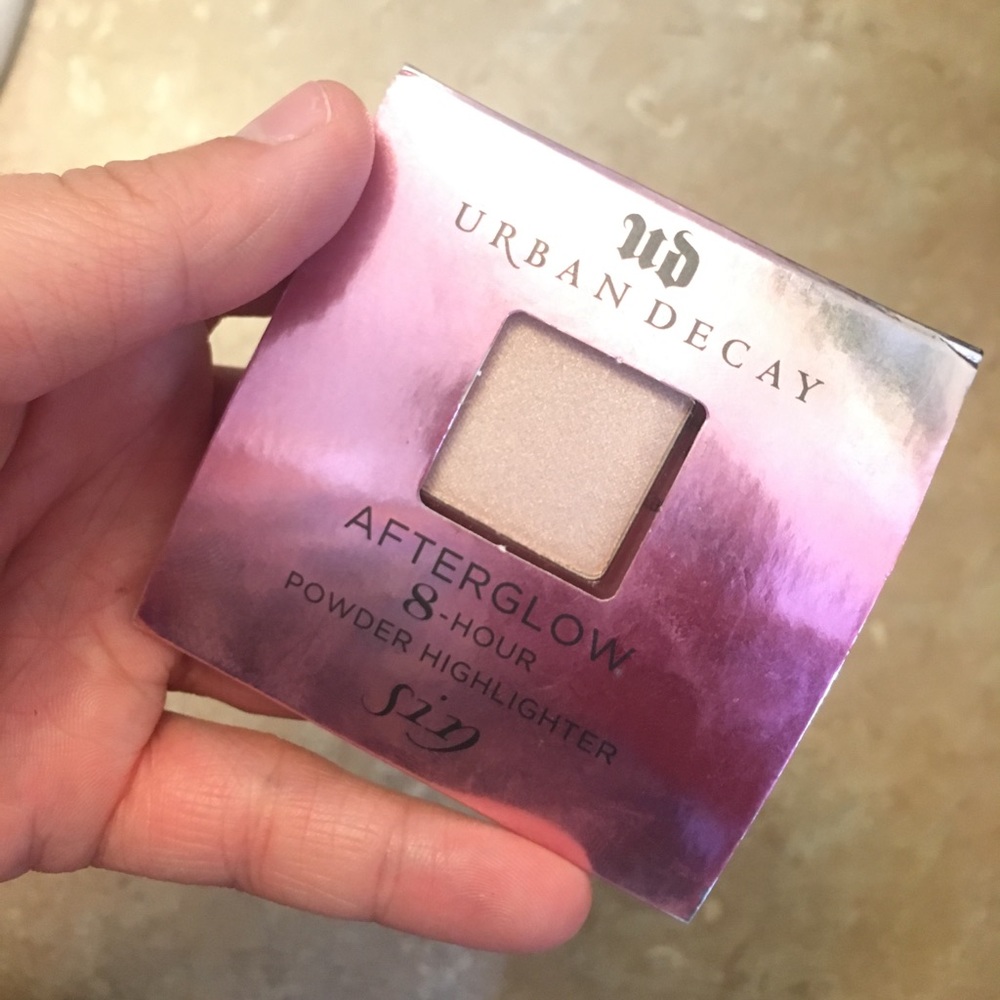 ud
URBAN DECAY
AFTERGLOW
8-HOUR
POWDER HIGHLIGHTER
sin